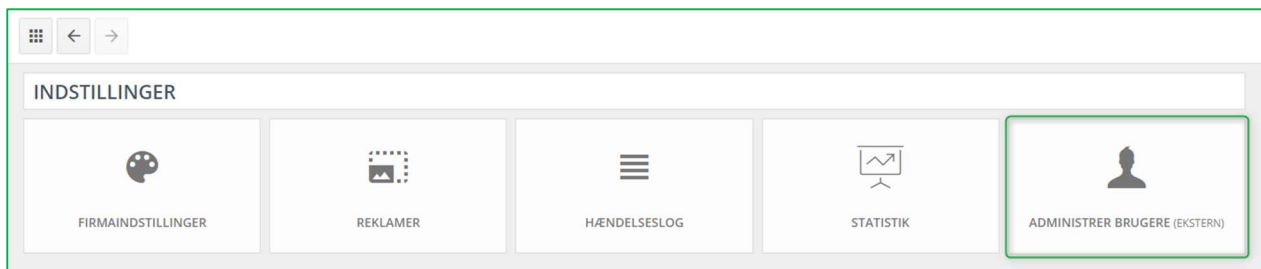 INDSTILLINGER
FIRMAINDSTILLINGER
REKLAMER
HÆNDELSESLOG
STATISTIK
ADMINISTRER BRUGERE (EKSTERN)